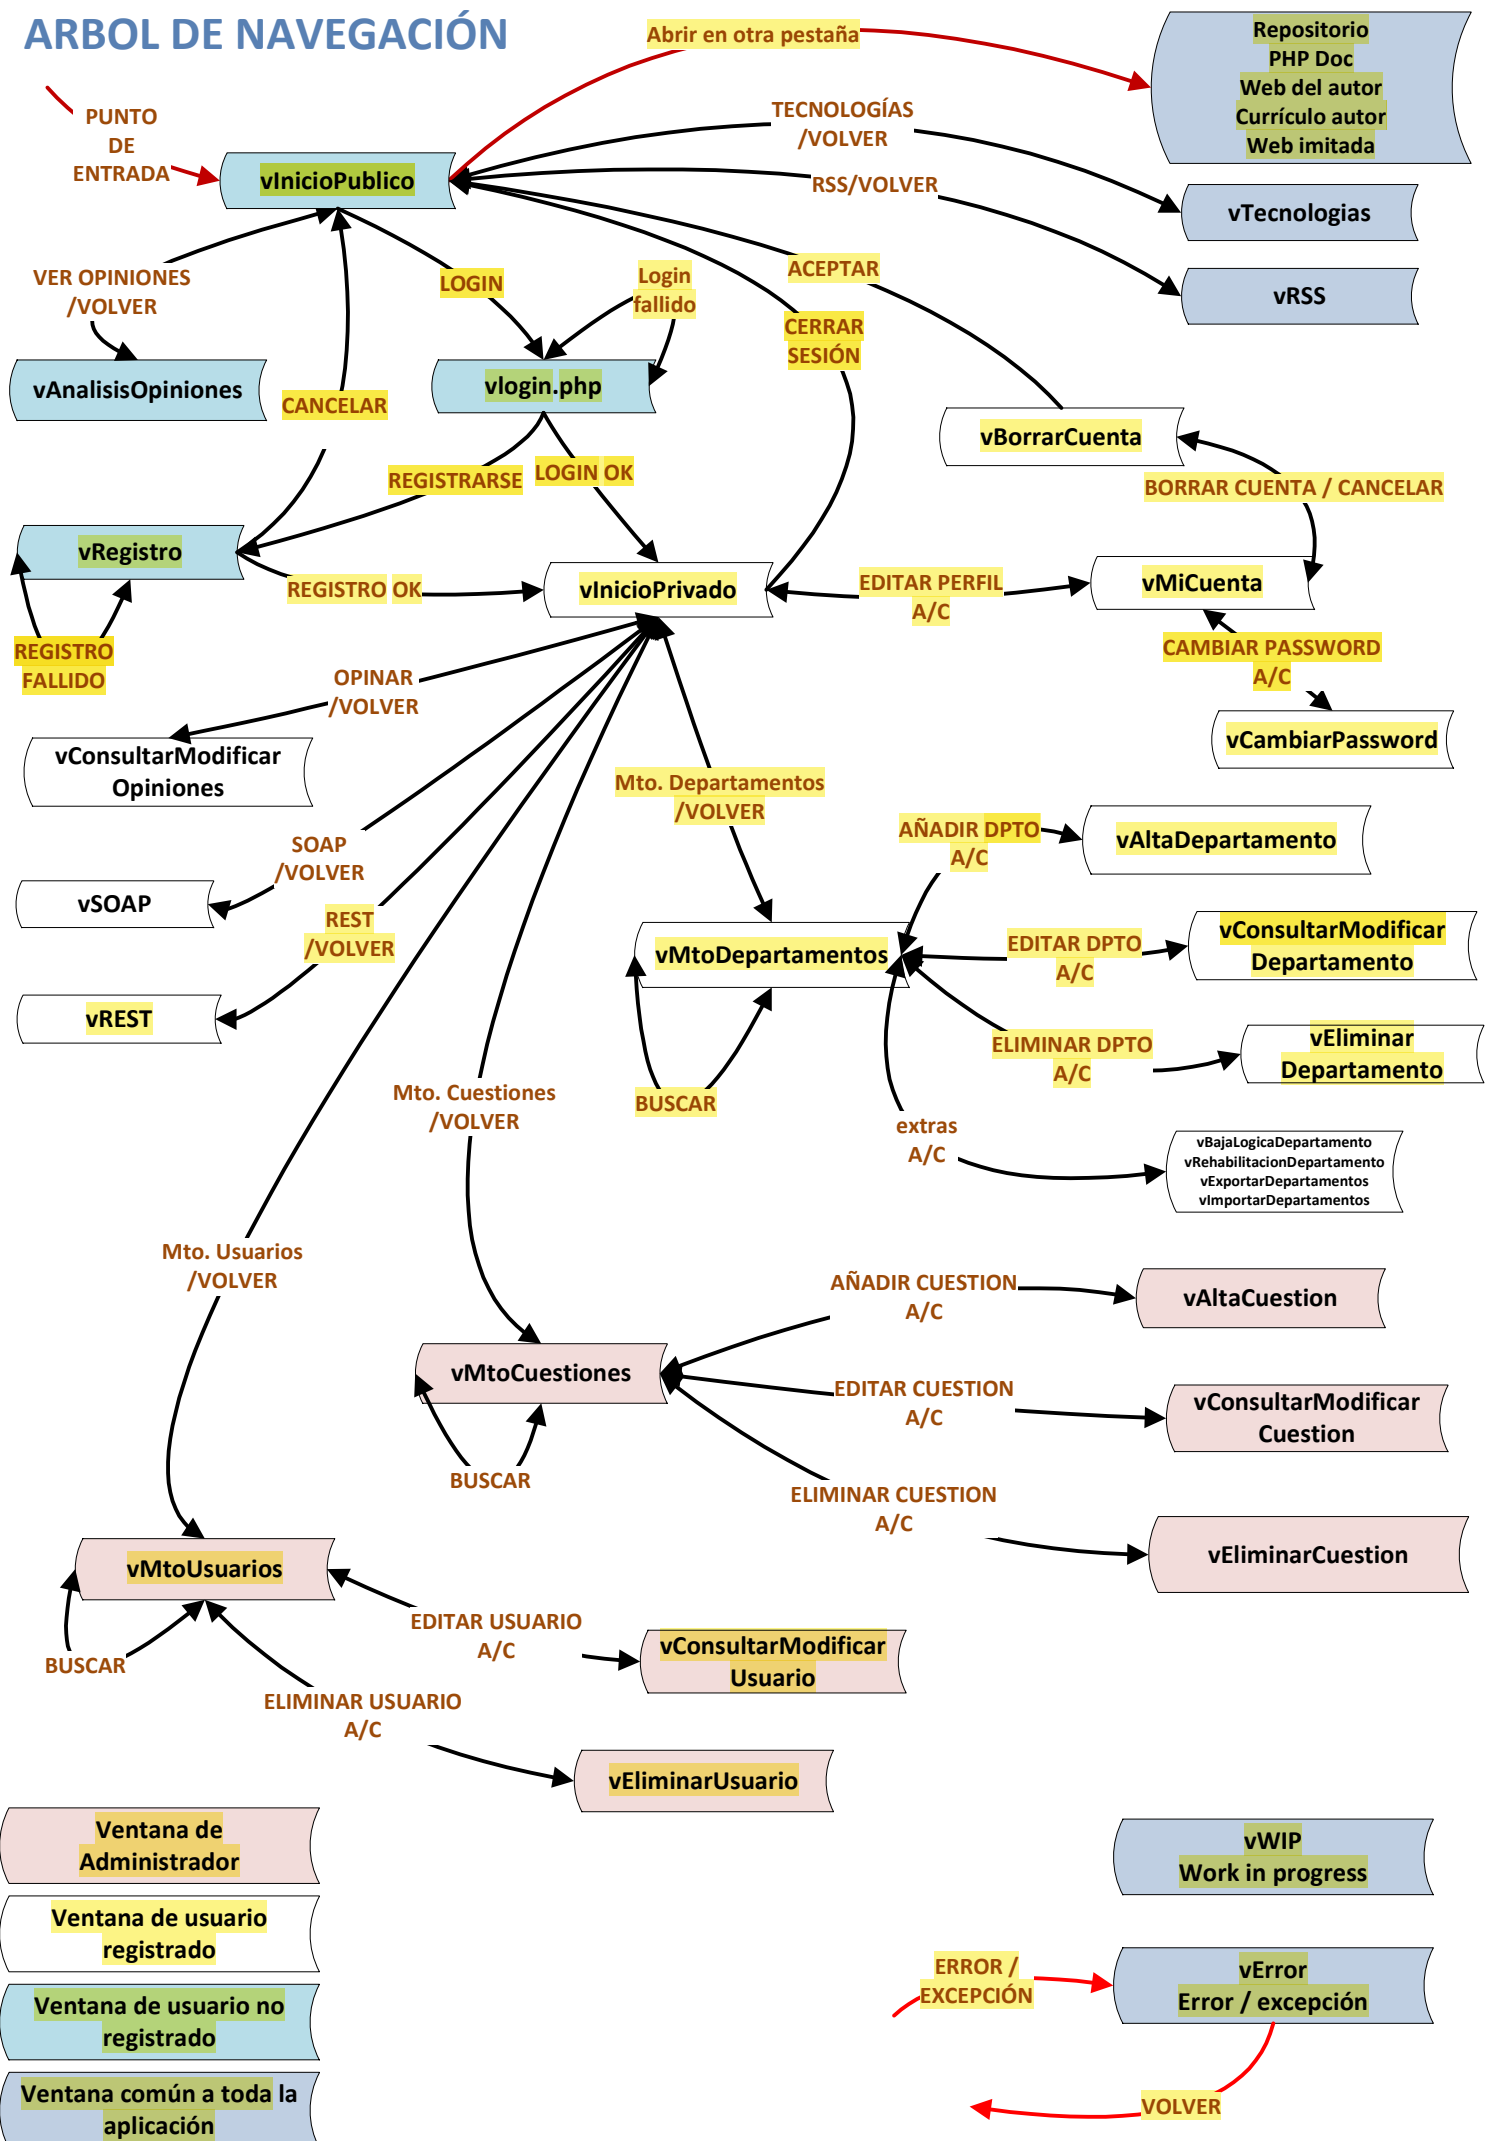 ARBOL DE NAVEGACIÓN
Abrir en otra pestaña
Repositorio
PHP Doc
Web del autor
Currículo autor
Web imitada
PUNTO
DE
ENTRADA
TECNOLOGÍAS
/VOLVER
vInicioPublico
RSS/VOLVER
vTecnologias
VER OPINIONES
/VOLVER
LOGIN
Login
fallido
ACEPTAR
vRSS
CERRAR
SESIÓN
vAnalisisOpiniones
CANCELAR
vlogin.php
vBorrarCuenta
REGISTRARSE
LOGIN OK
BORRAR CUENTA / CANCELAR
vRegistro
REGISTRO OK
vInicioPrivado
EDITAR PERFIL
A/C
vMiCuenta
REGISTRO
FALLIDO
CAMBIAR PASSWORD
A/C
OPINAR
/VOLVER
vCambiarPassword
vConsultarModificar
Opiniones
Mto. Departamentos
/VOLVER
SOAP
/VOLVER
AÑADIR DPTO
A/C
vAltaDepartamento
vSOAP
REST
/VOLVER
vMtoDepartamentos
EDITAR DPTO
A/C
vConsultarModificar
Departamento
vREST
ELIMINAR DPTO
A/C
vEliminar
Departamento
Mto. Cuestiones
/VOLVER
BUSCAR
extras
A/C
vBajaLogicaDepartamento
vRehabilitacionDepartamento
vExportarDepartamentos
vImportarDepartamentos
Mto. Usuarios
/VOLVER
AÑADIR CUESTION
A/C
vAltaCuestion
vMtoCuestiones
EDITAR CUESTION
A/C
vConsultarModificar
Cuestion
BUSCAR
ELIMINAR CUESTION
A/C
vEliminarCuestion
vMtoUsuarios
EDITAR USUARIO
A/C
vConsultarModificar
Usuario
BUSCAR
ELIMINAR USUARIO
A/C
vEliminarUsuario
Ventana de
Administrador
vWIP
Work in progress
Ventana de usuario
registrado
ERROR /
EXCEPCIÓN
vError
Error / excepción
Ventana de usuario no
registrado
Ventana común a toda la
aplicación
VOLVER